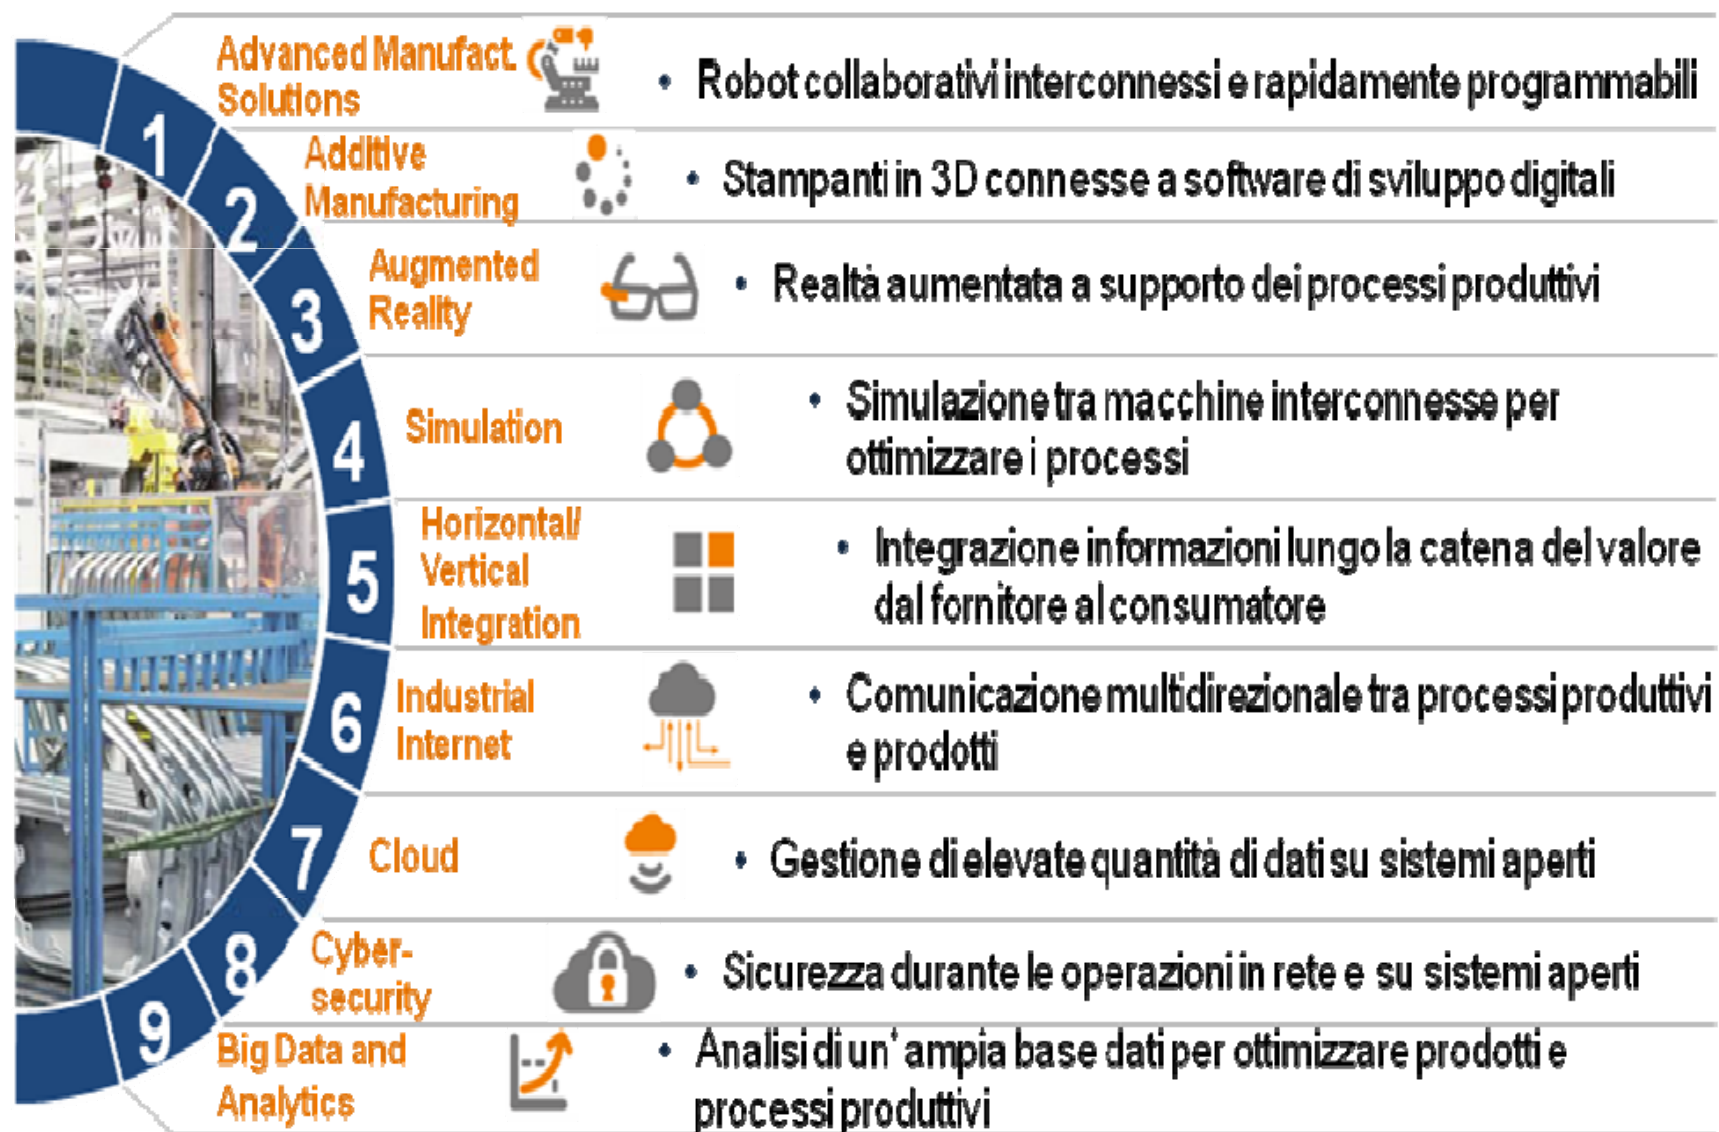 1
Advanced Manufact.
Solutions
• Robot collaborativi interconnessi e rapidamente programmabili
2
Additive
Manufacturing
• Stampanti in 3D connesse a software di sviluppo digitali
3
Augmented
Reality
• Realtà aumentata a supporto dei processi produttivi
4
Simulation
• Simulazione tra macchine interconnesse per
ottimizzare i processi
5
Horizontal/
Vertical
Integration
• Integrazione informazioni lungo la catena del valore
dal fornitore al consumatore
6
Industrial
Internet
• Comunicazione multidirezionale tra processi produttivi
e prodotti
7
Cloud
• Gestione di elevate quantità di dati su sistemi aperti
8
Cyber-
security
• Sicurezza durante le operazioni in rete e su sistemi aperti
9
Big Data and
Analytics
• Analisi di un'ampia base dati per ottimizzare prodotti e
processi produttivi